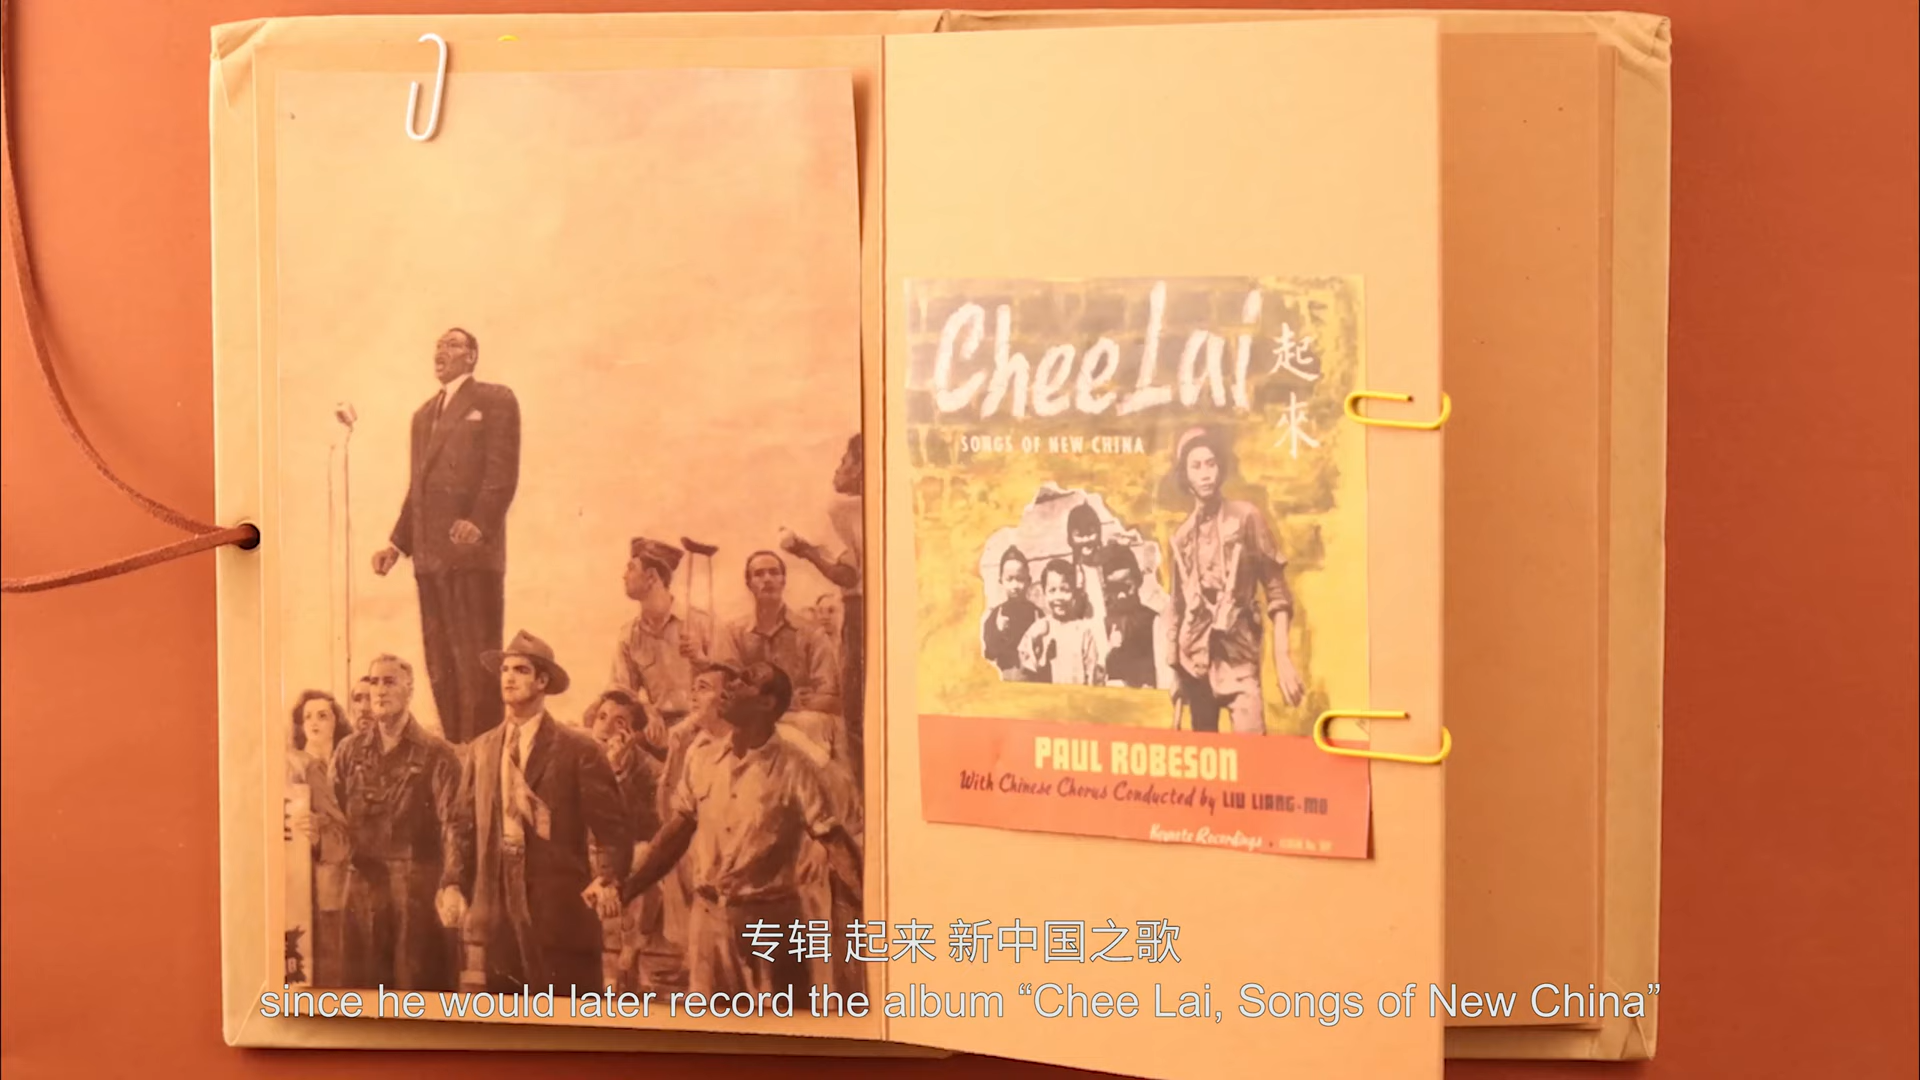 Chee Lai
起來
SONGS OF NEW CHINA
PAUL ROBESON
With Chinese Chorus Conducted by LIU LIANG-MO
Keynote Recordings
专辑 起来 新中国之歌
since he would later record the album “Chee Lai, Songs of New China”